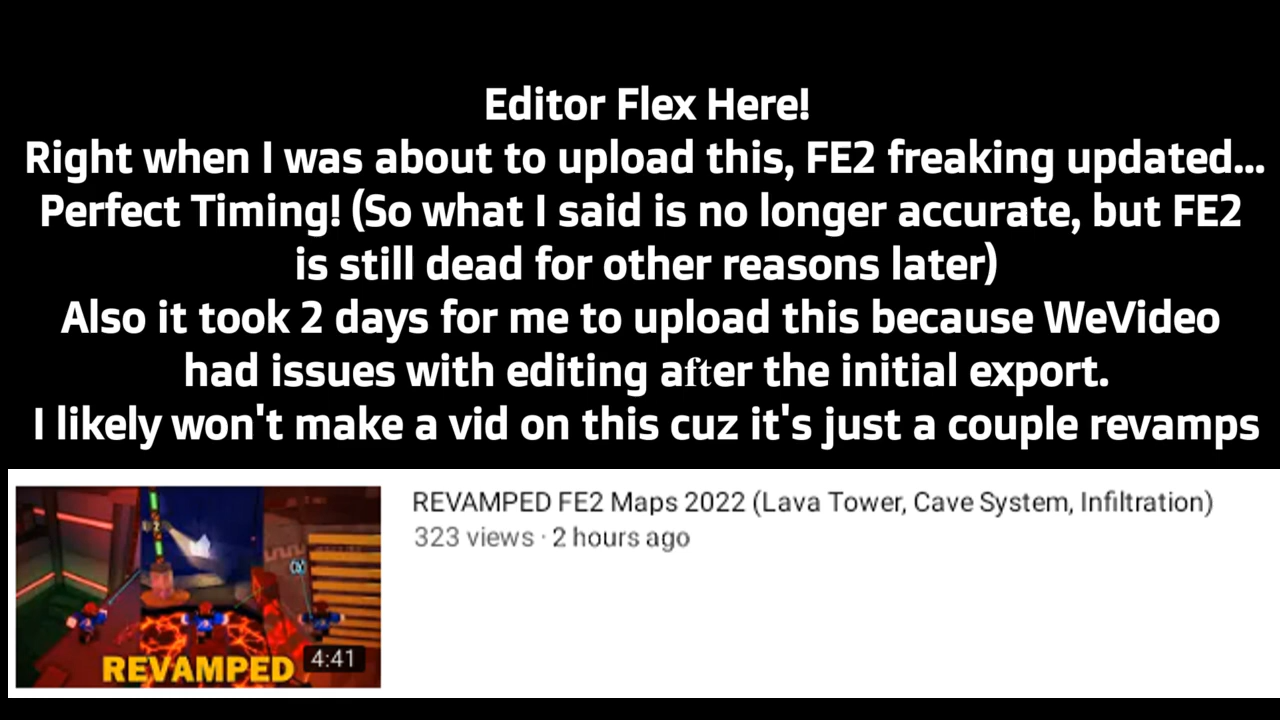 Editor Flex Here!
Right when I was about to upload this, FE2 freaking updated...
Perfect Timing! (So what I said is no longer accurate, but FE2
is still dead for other reasons later)
Also it took 2 days for me to upload this because WeVideo
had issues with editing after the initial export.
I likely won't make a vid on this cuz it's just a couple revamps
REVAMPED FE2 Maps 2022 (Lava Tower, Cave System, Infiltration)
323 views · 2 hours ago
REVAMPED
4:41